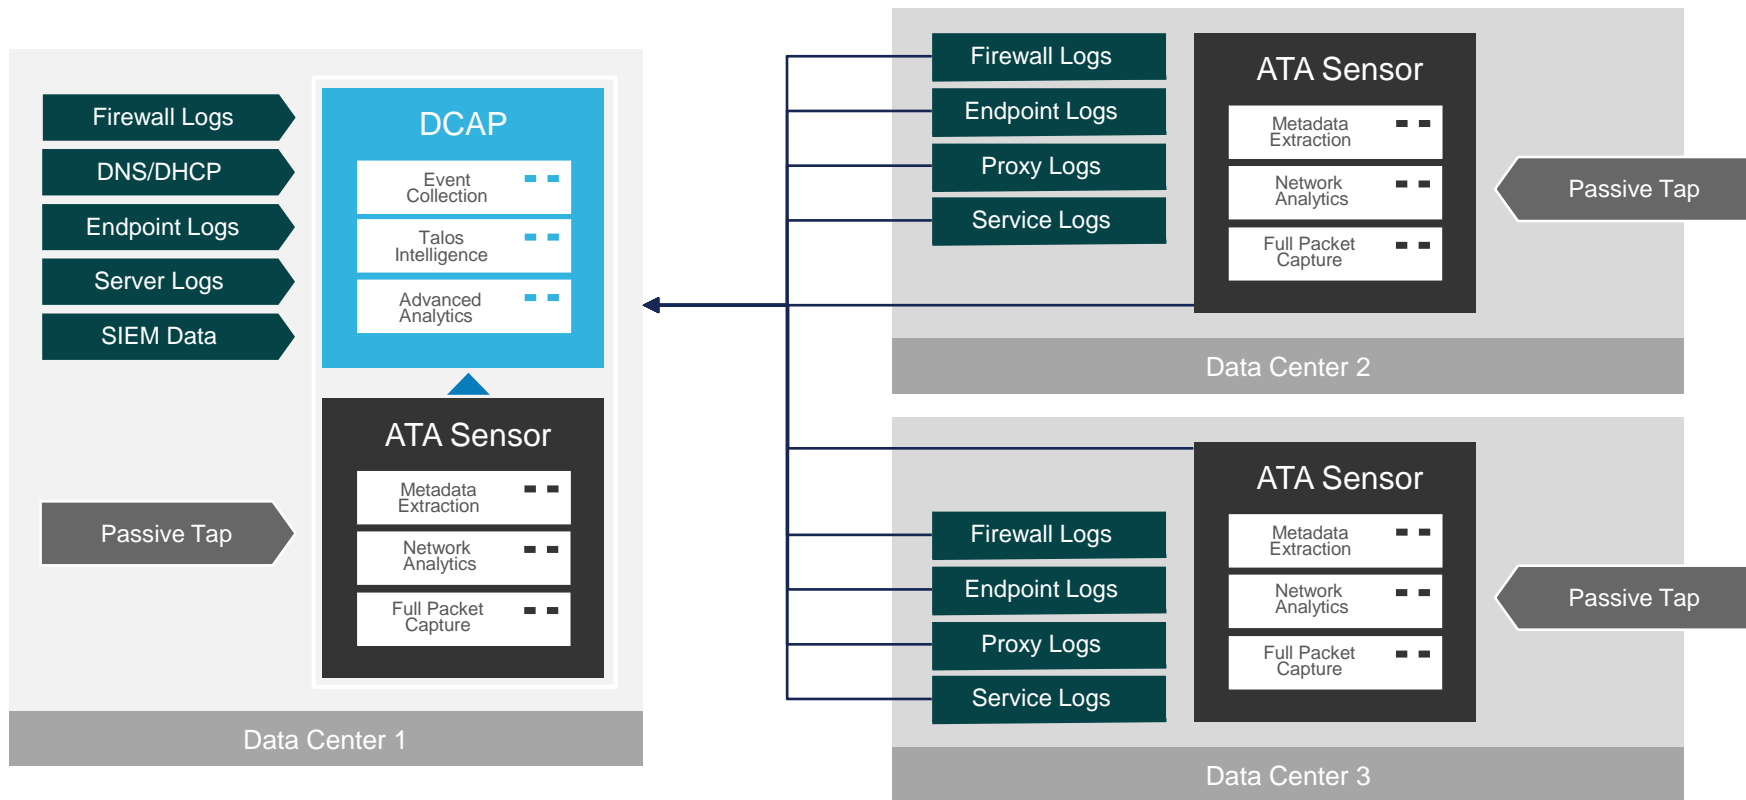 Firewall Logs
DNS/DHCP
Endpoint Logs
Server Logs
SIEM Data
Passive Tap
DCAP
Event
Collection
Talos
Intelligence
Advanced
Analytics
ATA Sensor
Metadata
Extraction
Network
Analytics
Full Packet
Capture
Data Center 1
Firewall Logs
Endpoint Logs
Proxy Logs
Service Logs
ATA Sensor
Metadata
Extraction
Network
Analytics
Full Packet
Capture
Passive Tap
Data Center 2
Firewall Logs
Endpoint Logs
Proxy Logs
Service Logs
ATA Sensor
Metadata
Extraction
Network
Analytics
Full Packet
Capture
Passive Tap
Data Center 3